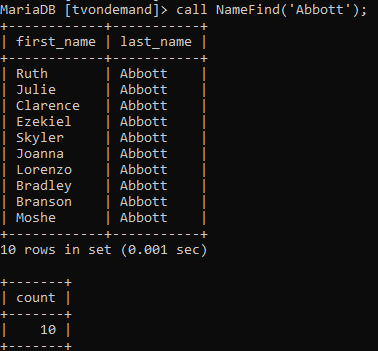 MariaDB [tvondemand]> call NameFind('Abbott');
+------------+-----------+
| first_name | last_name |
+------------+-----------+
| Ruth       | Abbott    |
| Julie      | Abbott    |
| Clarence   | Abbott    |
| Ezekiel    | Abbott    |
| Skyler     | Abbott    |
| Joanna     | Abbott    |
| Lorenzo    | Abbott    |
| Bradley    | Abbott    |
| Branson    | Abbott    |
| Moshe      | Abbott    |
+------------+-----------+
10 rows in set (0.001 sec)

+-------+
| count |
+-------+
|    10 |
+-------+